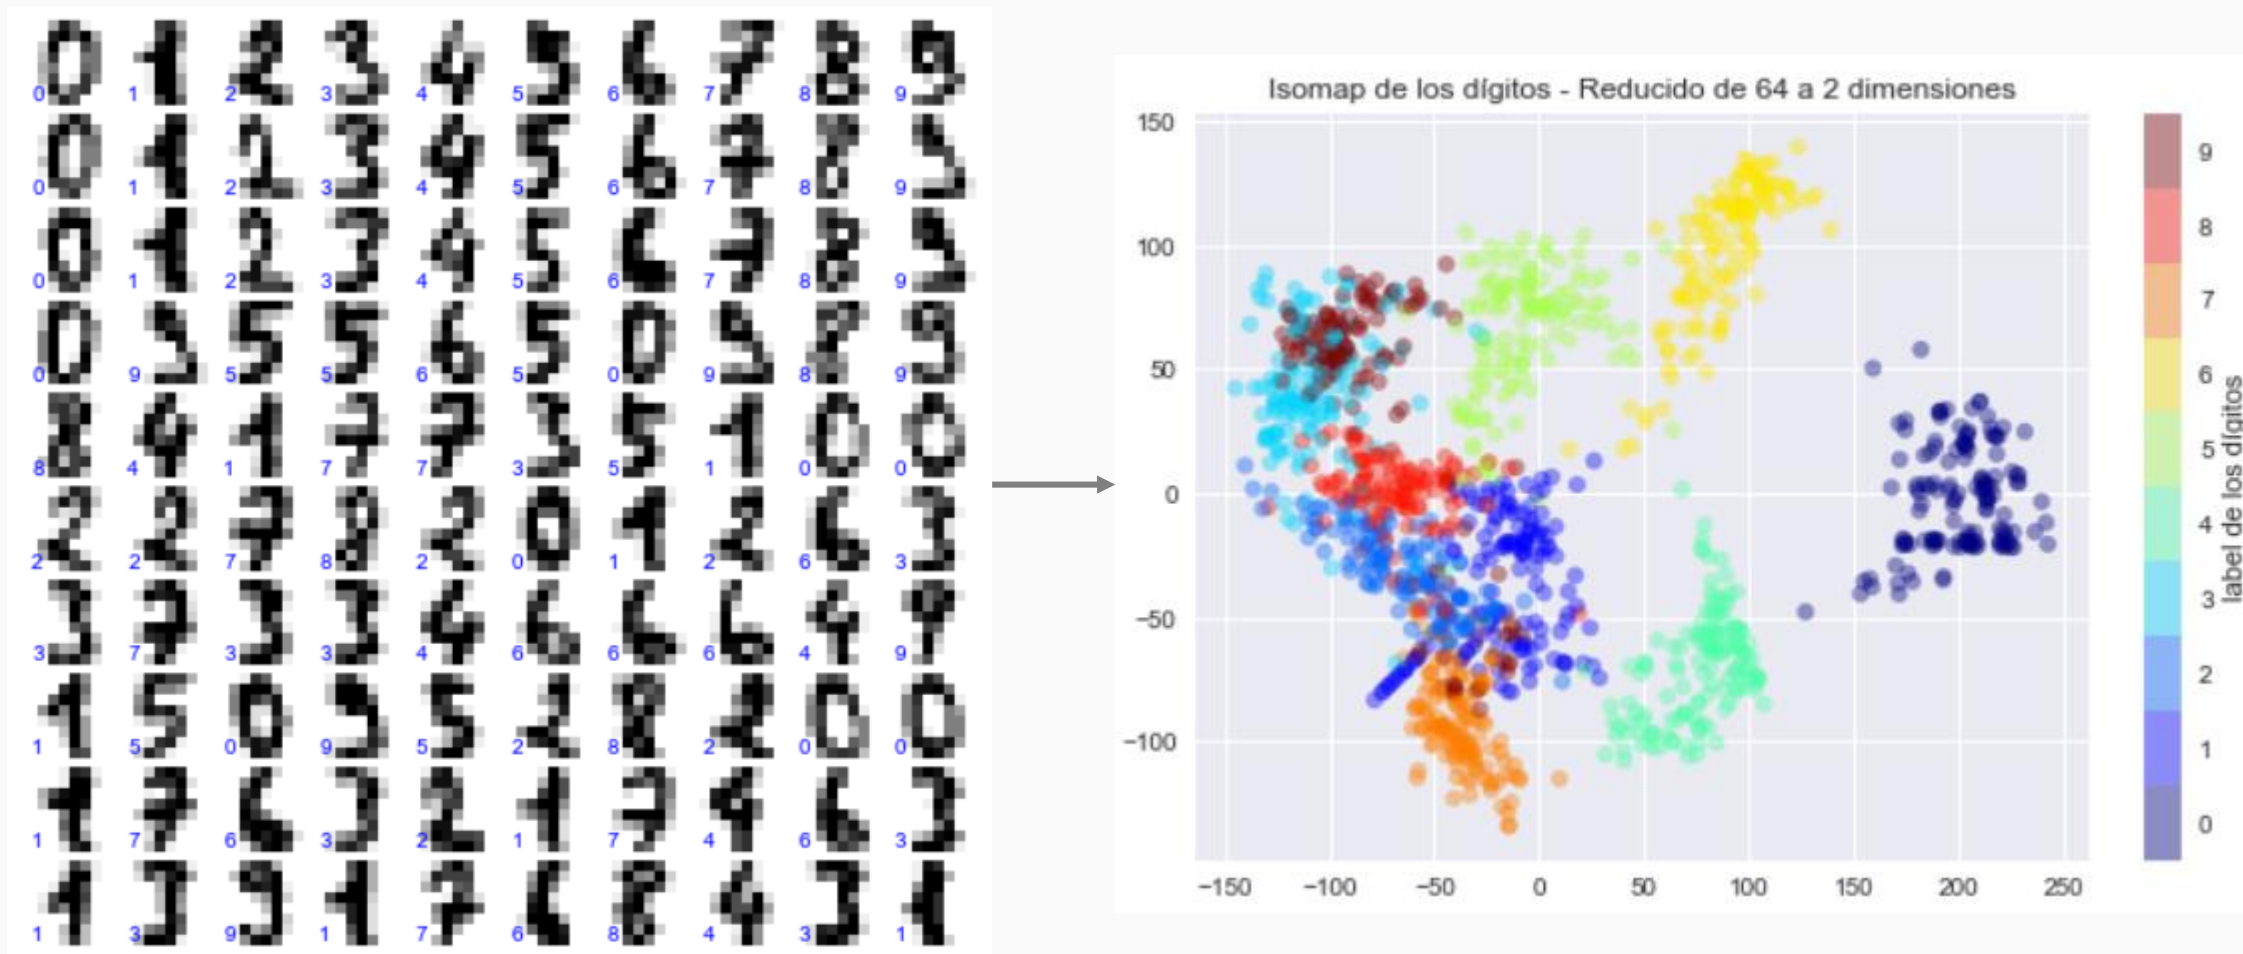 0 1 2 3 4 5 6 7 8 9
0 1 2 3 4 5 6 7 8 9
0 1 2 3 4 5 6 7 8 9
0 9 5 5 6 5 0 9 8 9
8 4 1 7 7 3 5 1 0 0
2 2 7 8 2 0 1 2 6 3
3 7 3 3 4 6 6 6 4 9
1 5 0 9 5 2 8 2 0 0
1 7 6 3 2 1 7 4 6 3
1 3 9 1 7 6 8 4 3 1
Isomap de los dígitos - Reducido de 64 a 2 dimensiones
150
100
50
0
−50
−100
−150 −100 −50 0 50 100 150 200 250
9
8
7
6
5
4
3
2
1
0
label de los dígitos